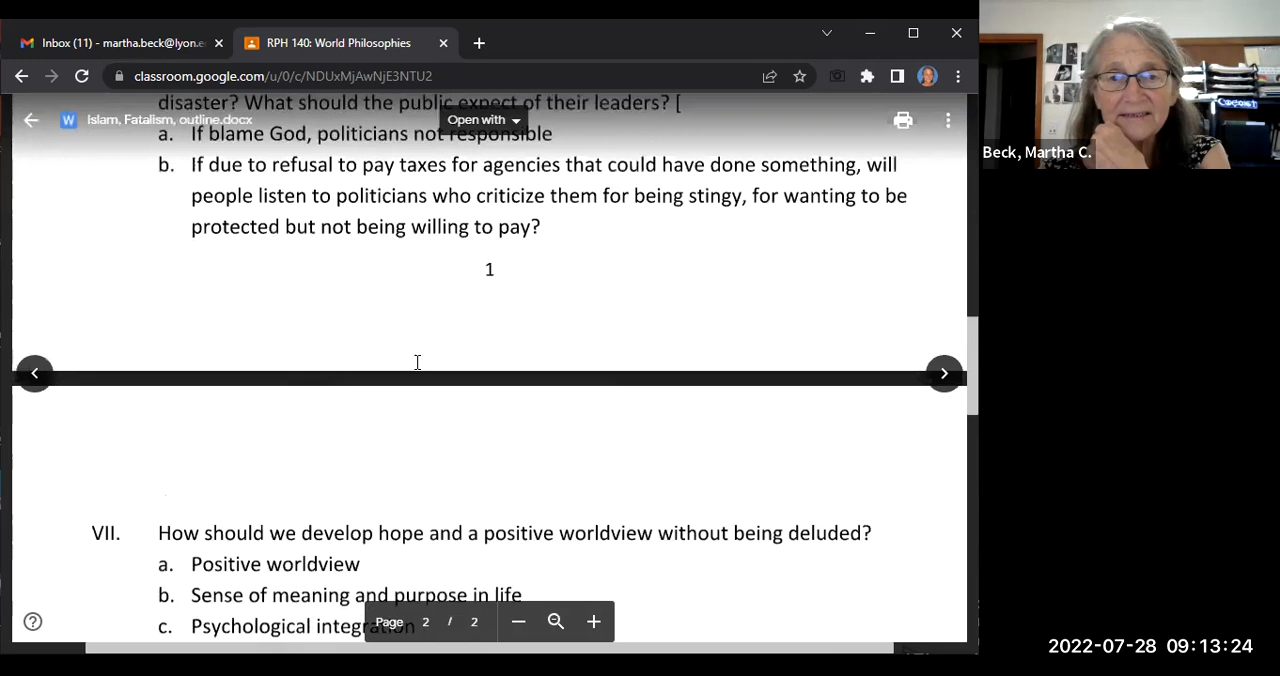 Inbox (11) - martha.beck@lyon.e
RPH 140: World Philosophies
classroom.google.com/u/0/c/NDUxMjAwNjE3NTU2
disaster? What should the public expect of their leaders? [
Islam, Fatalism, outline.docx
Open with
a. If blame God, politicians not responsible
b. If due to refusal to pay taxes for agencies that could have done something, will
people listen to politicians who criticize them for being stingy, for wanting to be
protected but not being willing to pay?
1
VII. How should we develop hope and a positive worldview without being deluded?
a. Positive worldview
b. Sense of meaning and purpose in life
c. Psychological integration
Page 2 / 2
Beck, Martha C.
2022-07-28 09:13:24